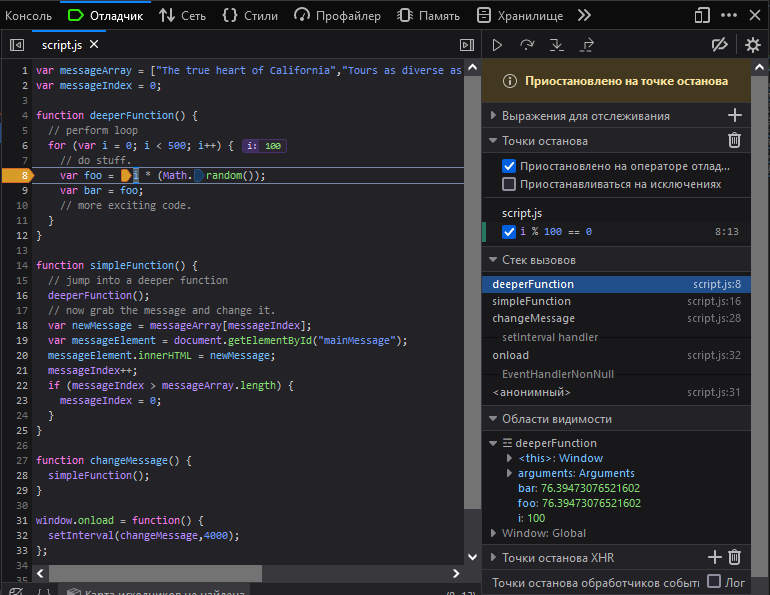 Консоль Отладчик Сеть Стили Профайлер Память Хранилище
script.js
1 var messageArray = ["The true heart of California","Tours as diverse as
2 var messageIndex = 0;
3
4 function deeperFunction() {
5 // perform loop
6 for (var i = 0; i < 500; i++) { i: 100
7 // do stuff.
8 var foo = i * (Math.random());
9 var bar = foo;
10 // more exciting code.
11 }
12 }
13
14 function simpleFunction() {
15 // jump into a deeper function
16 deeperFunction();
17 // now grab the message and change it.
18 var newMessage = messageArray[messageIndex];
19 var messageElement = document.getElementById("mainMessage");
20 messageElement.innerHTML = newMessage;
21 messageIndex++;
22 if (messageIndex > messageArray.length) {
23 messageIndex = 0;
24 }
25 }
26
27 function changeMessage() {
28 simpleFunction();
29 }
30
31 window.onload = function() {
32 setInterval(changeMessage,4000);
33 };
34
35
{ } Карта исходников не найдена (8, 13)
Приостановлено на точке останова
Выражения для отслеживания
Точки останова
Приостановлено на операторе отлад...
Приостанавливаться на исключениях
script.js
i % 100 == 0 8:13
Стек вызовов
deeperFunction script.js:8
simpleFunction script.js:16
changeMessage script.js:28
setInterval handler
onload script.js:32
EventHandlerNonNull
<анонимный> script.js:31
Области видимости
deeperFunction
<this>: Window
arguments: Arguments
bar: 76.39473076521602
foo: 76.39473076521602
i: 100
Window: Global
Точки останова XHR
Точки останова обработчиков событ Лог